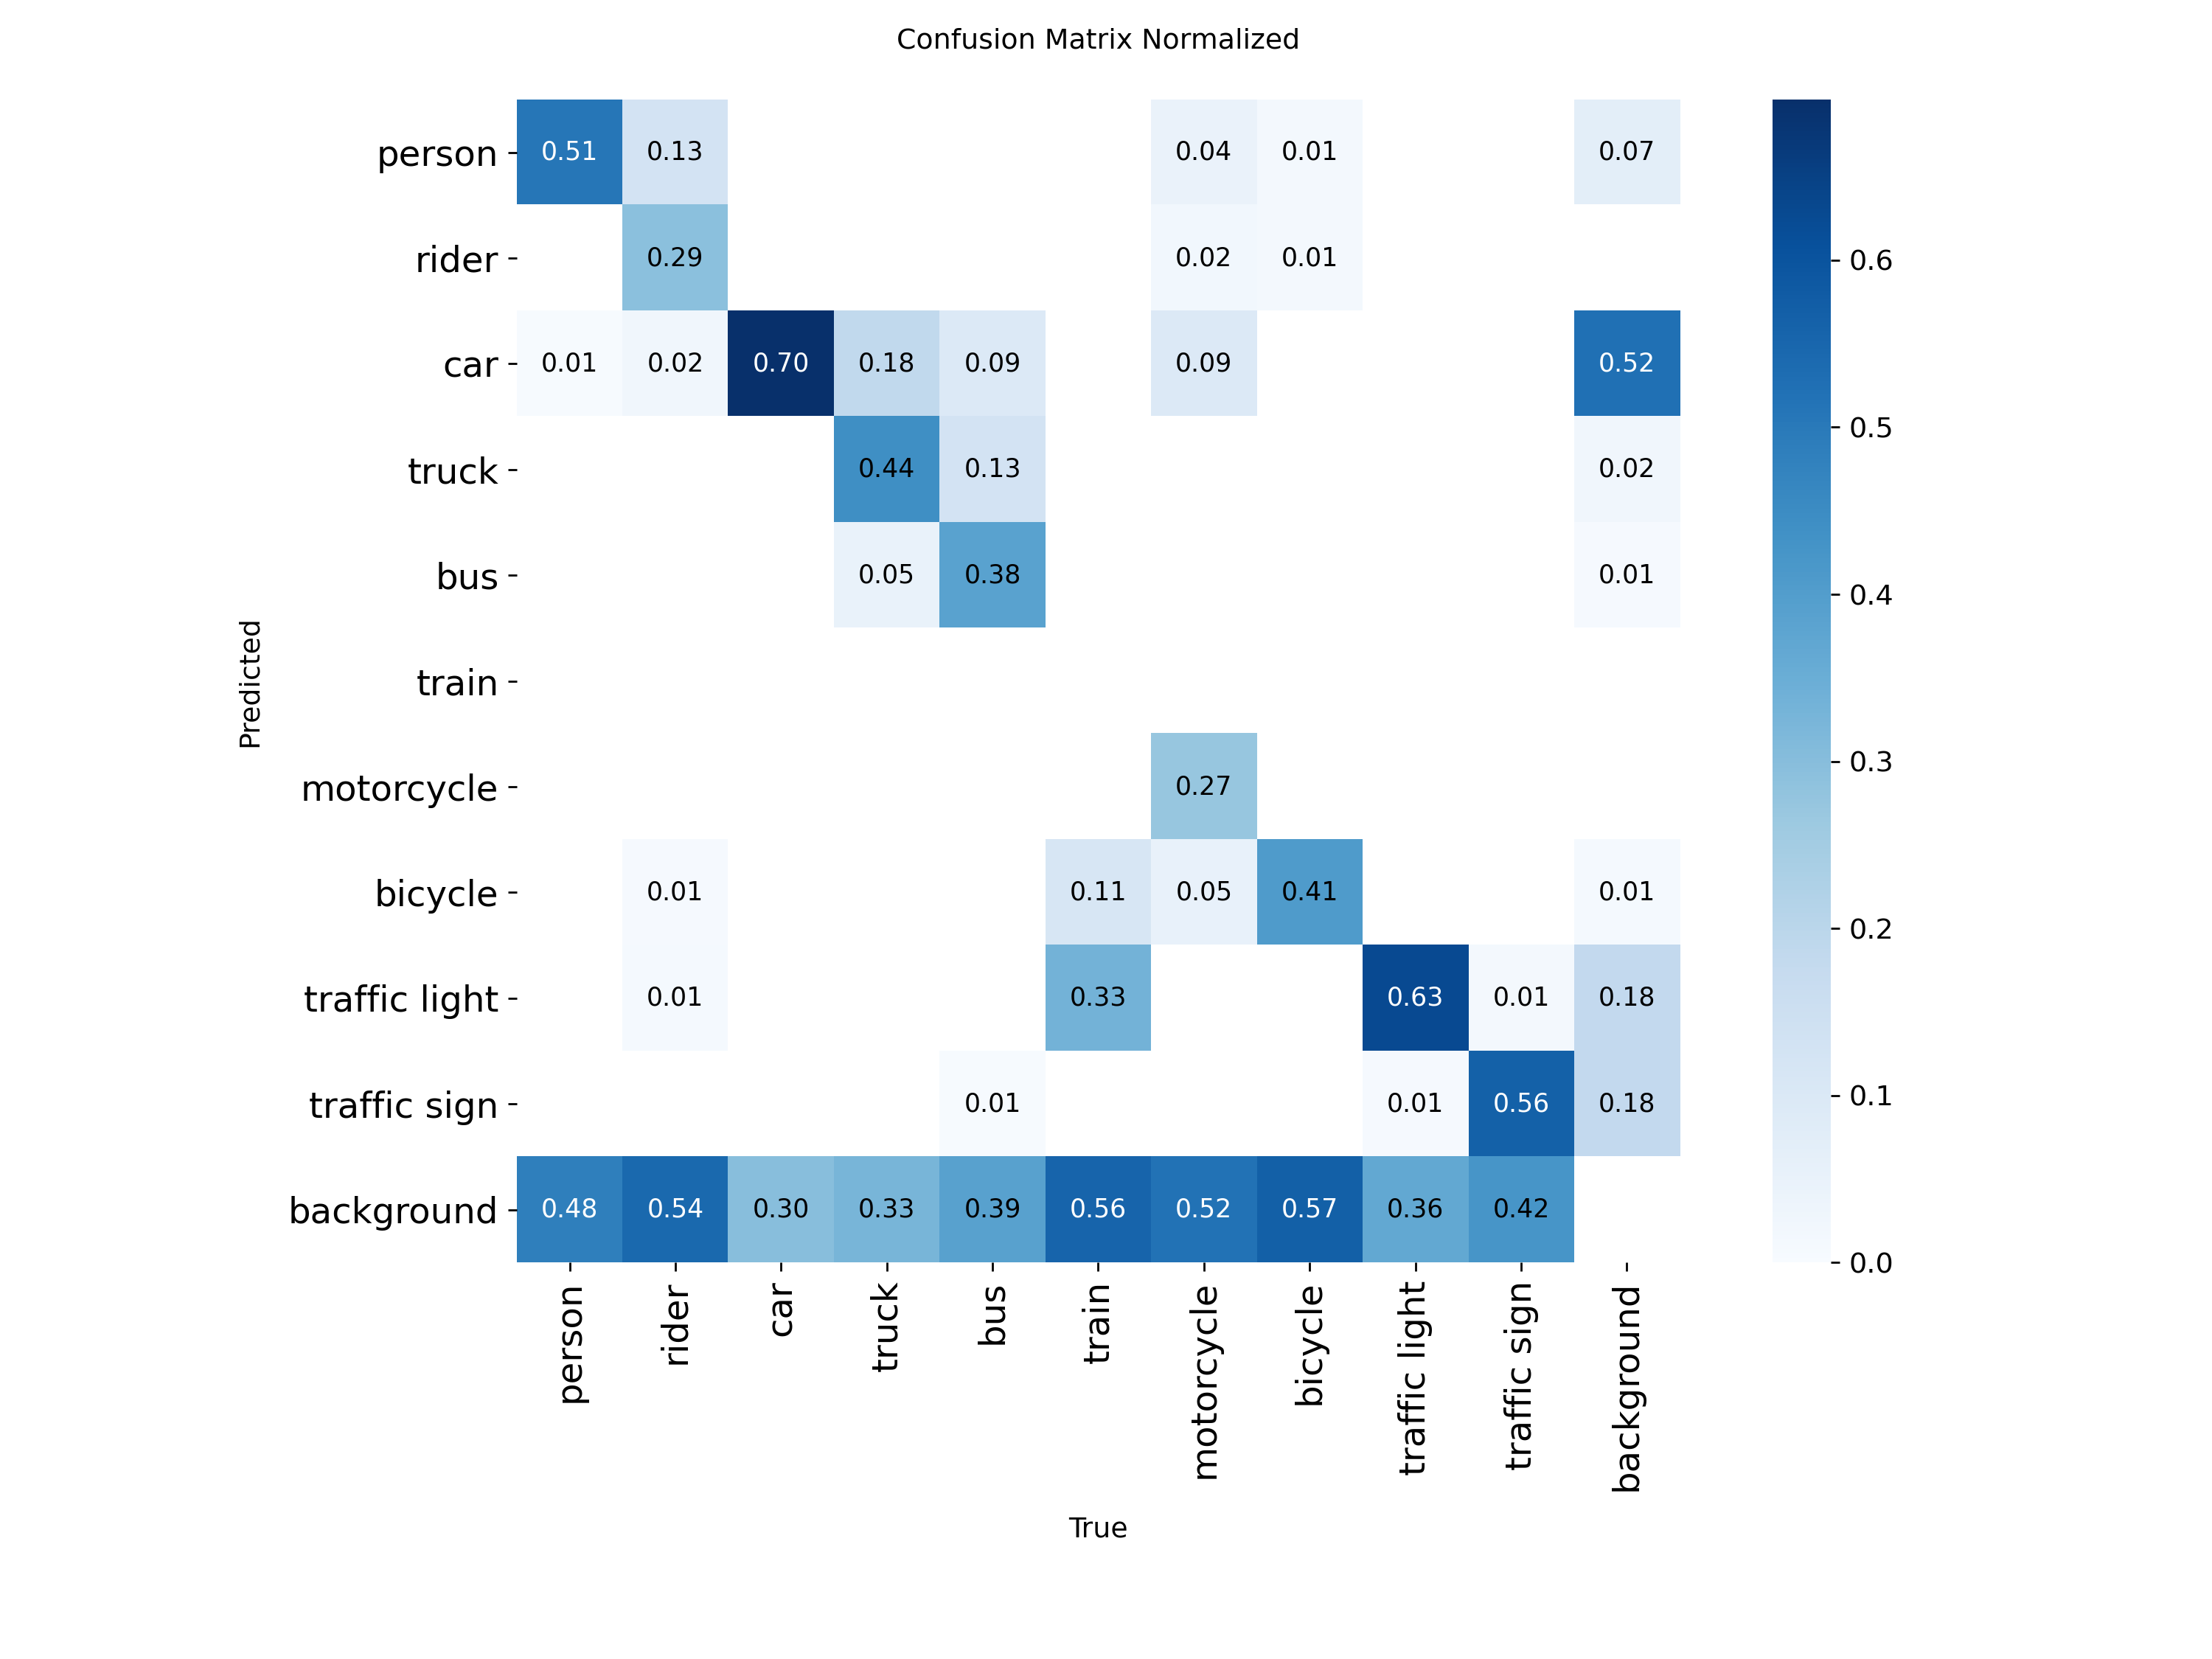 Confusion Matrix Normalized
person 0.51 0.13 0.04 0.01 0.07
rider 0.29 0.02 0.01
car 0.01 0.02 0.70 0.18 0.09 0.09 0.52
truck 0.44 0.13 0.02
bus 0.05 0.38 0.01
train
motorcycle 0.27
bicycle 0.01 0.11 0.05 0.41 0.01
traffic light 0.01 0.33 0.63 0.01 0.18
traffic sign 0.01 0.01 0.56 0.18
background 0.48 0.54 0.30 0.33 0.39 0.56 0.52 0.57 0.36 0.42
Predicted
person
rider
car
truck
bus
train
motorcycle
bicycle
traffic light
traffic sign
background
True
0.6
0.5
0.4
0.3
0.2
0.1
0.0